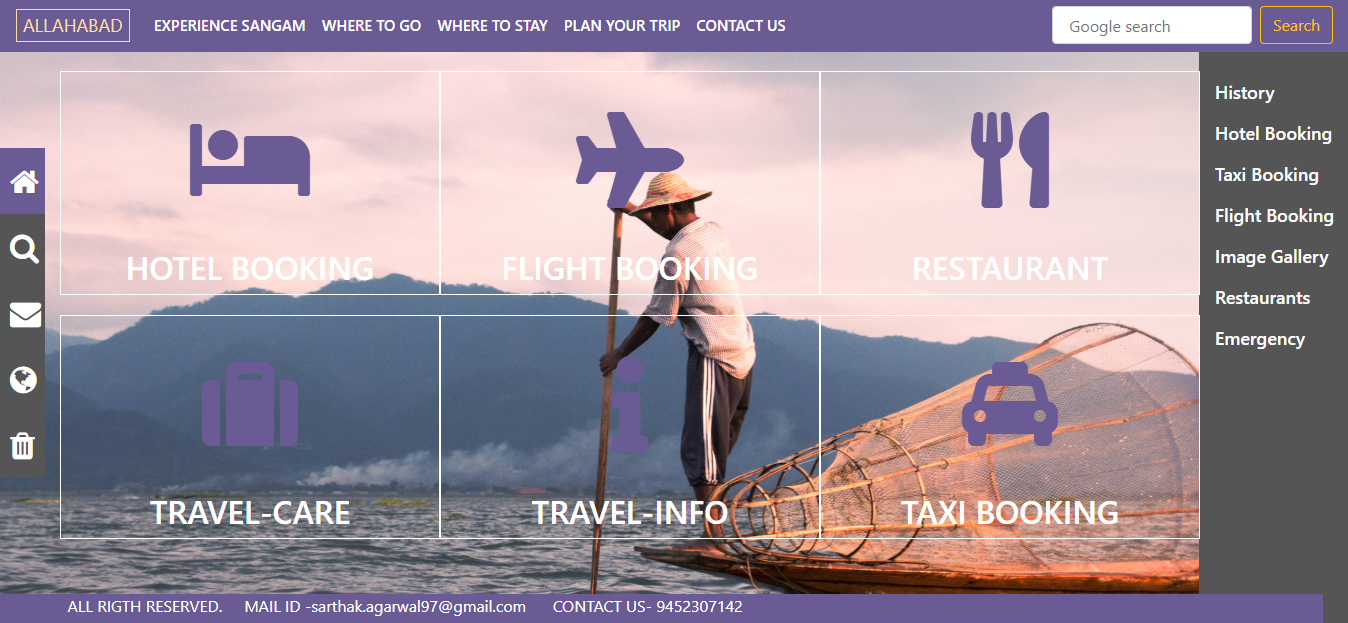 ALLAHABAD EXPERIENCE SANGAM WHERE TO GO WHERE TO STAY PLAN YOUR TRIP CONTACT US Google search Search
HOTEL BOOKING FLIGHT BOOKING RESTAURANT
TRAVEL-CARE TRAVEL-INFO TAXI BOOKING
History
Hotel Booking
Taxi Booking
Flight Booking
Image Gallery
Restaurants
Emergency
ALL RIGTH RESERVED. MAIL ID -sarthak.agarwal97@gmail.com CONTACT US- 9452307142